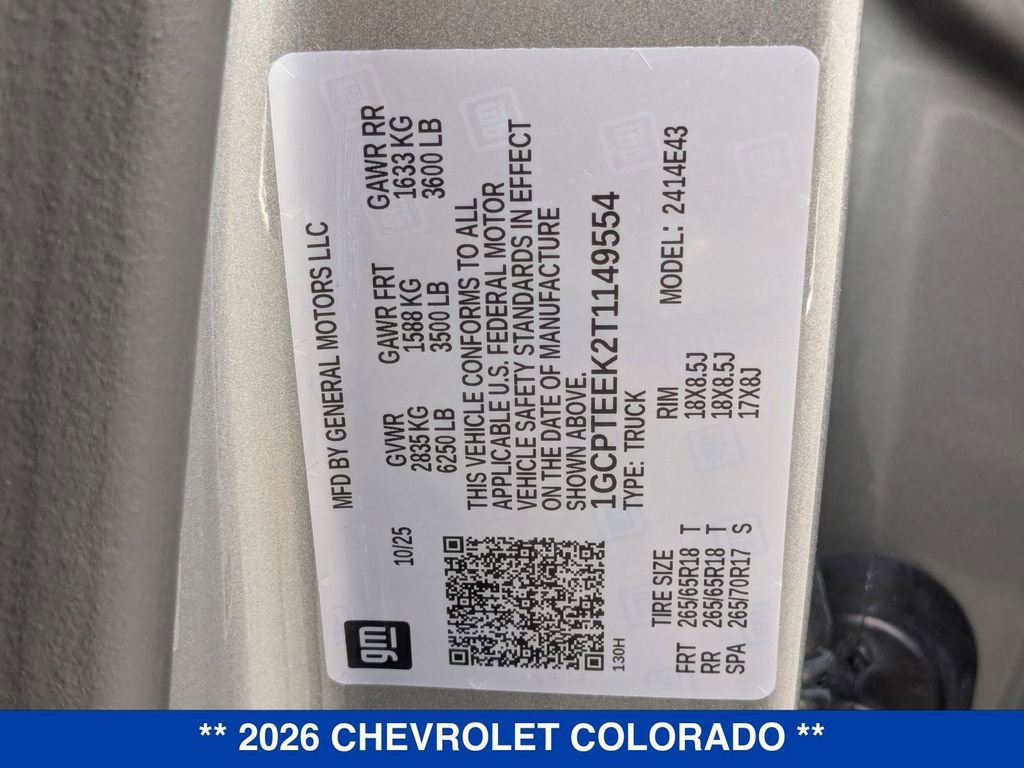 MFD BY GENERAL MOTORS LLC
gm
10/25
GVWR GAWR FRT GAWR RR
2835 KG 1588 KG 1633 KG
6250 LB 3500 LB 3600 LB
THIS VEHICLE CONFORMS TO ALL
APPLICABLE U.S. FEDERAL MOTOR
VEHICLE SAFETY STANDARDS IN EFFECT
ON THE DATE OF MANUFACTURE
SHOWN ABOVE.
1GCPTEEK2T1149554
TYPE: TRUCK
130H
MODEL: 2414E43
TIRE SIZE RIM
FRT 265/65R18 T 18X8.5J
RR 265/65R18 T 18X8.5J
SPA 265/70R17 S 17X8J
** 2026 CHEVROLET COLORADO **